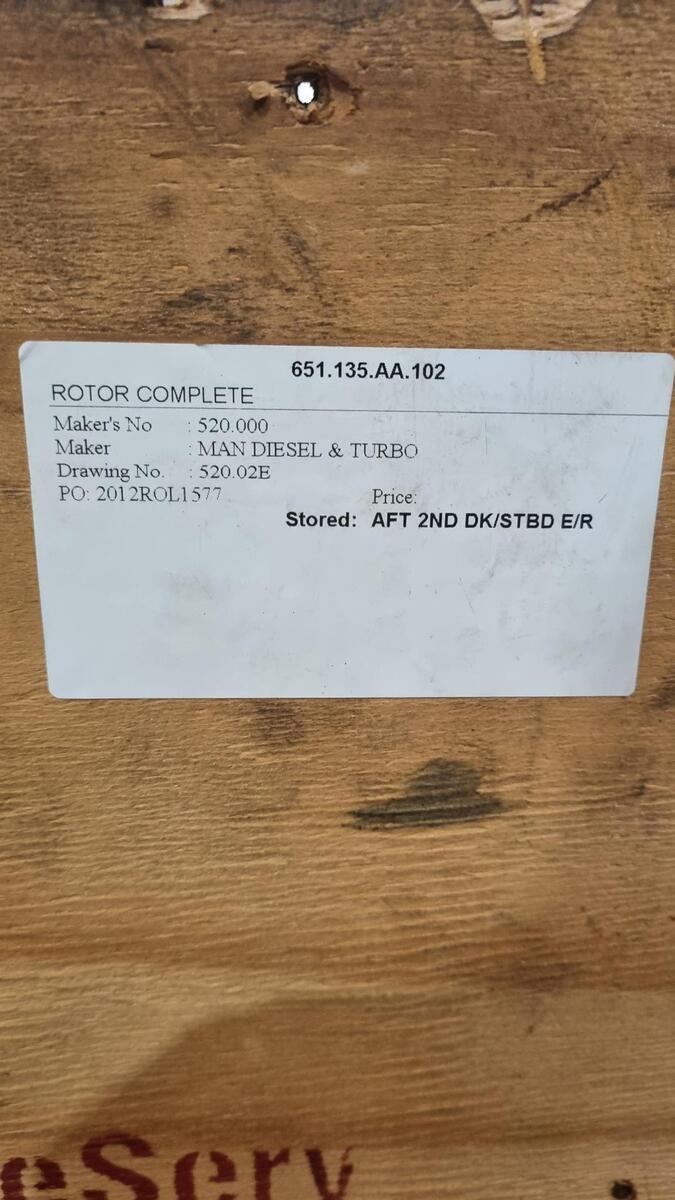 651.135.AA.102
ROTOR COMPLETE
Maker's No : 520.000
Maker : MAN DIESEL & TURBO
Drawing No. : 520.02E
PO: 2012ROL1577 Price:
Stored: AFT 2ND DK/STBD E/R
eServ